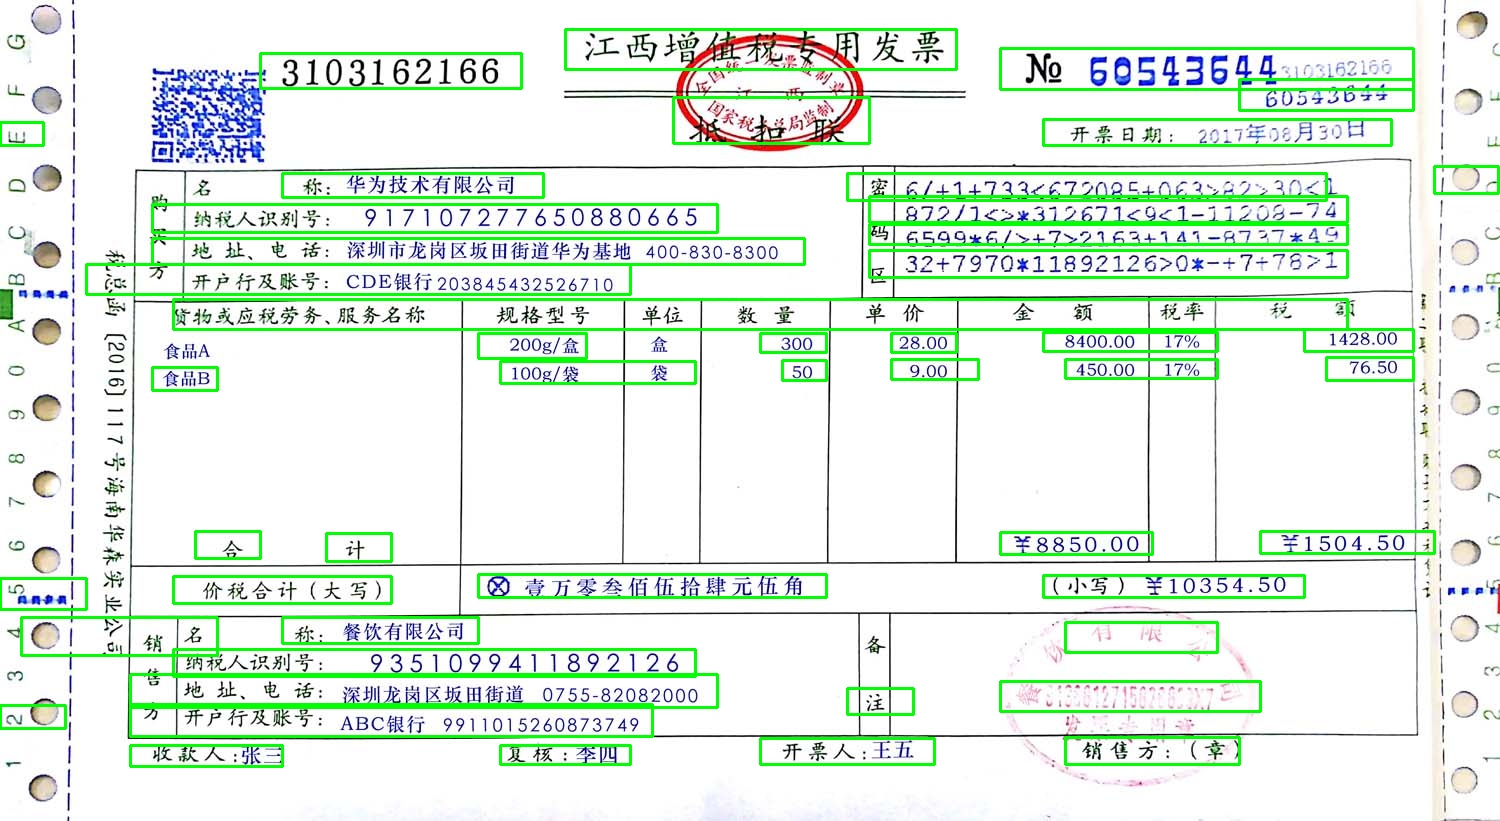 江西增值税专用发票
3103162166
№ 60543644 3103162166
60543644
全国统一发票监制章
江西
国家税务总局监制
抵扣联
开票日期: 2017年08月30日
购买方
名 称: 华为技术有限公司
纳税人识别号: 917107277650880665
地址、电话: 深圳市龙岗区坂田街道华为基地 400-830-8300
开户行及账号: CDE银行 203845432526710
密码区
6/+1+733<672085+063>82>30<1
872/1<>*312671<9<1-11208-74
6599*6/>+7>2163+141-8737*49
32+7970*11892126>0*-+7+78>1
货物或应税劳务、服务名称 规格型号 单位 数量 单价 金额 税率 税额
食品A 200g/盒 盒 300 28.00 8400.00 17% 1428.00
食品B 100g/袋 袋 50 9.00 450.00 17% 76.50
合 计 ¥8850.00 ¥1504.50
价税合计(大写) ⊗ 壹万零叁佰伍拾肆元伍角 (小写) ¥10354.50
销售方
名 称: 餐饮有限公司
纳税人识别号: 9351099411892126
地址、电话: 深圳龙岗区坂田街道 0755-82082000
开户行及账号: ABC银行 9911015260873749
备注
有限公
发票专用章
收款人:张三 复核:李四 开票人:王五 销售方:(章)
税总函〔2016〕117号海南华森实业公司
G
F
E
D
C
B
A
0
9
8
7
6
5
4
3
2
1